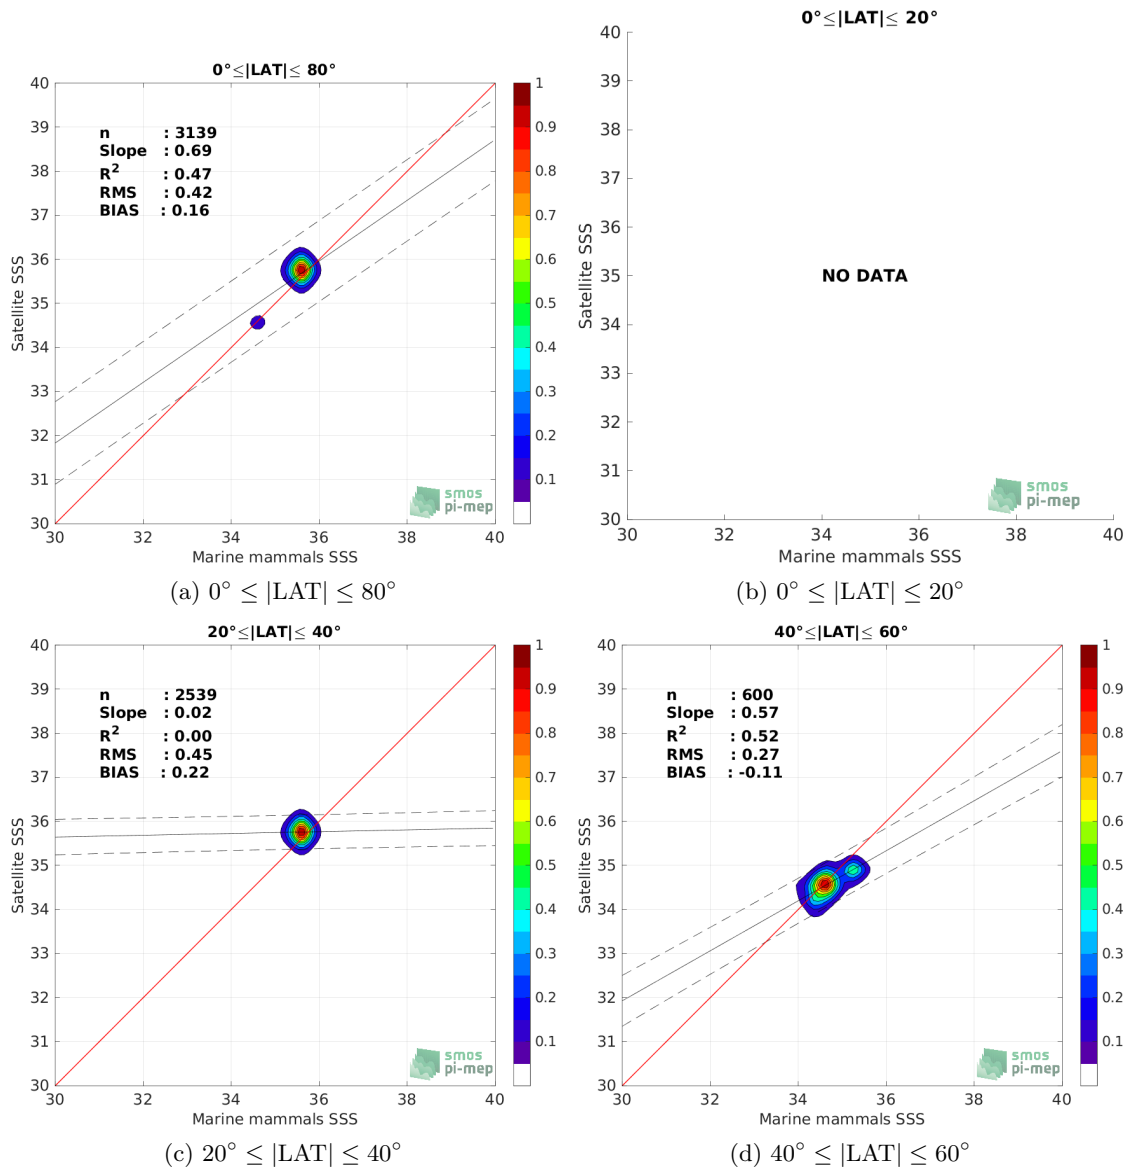 0°≤|LAT|≤ 80°
n : 3139
Slope : 0.69
R² : 0.47
RMS : 0.42
BIAS : 0.16
40
39
38
37
36
35
34
33
32
31
30
Satellite SSS
30 32 34 36 38 40
Marine mammals SSS
1
0.9
0.8
0.7
0.6
0.5
0.4
0.3
0.2
0.1
smos
pi-mep
(a) 0° ≤ |LAT| ≤ 80°
0°≤|LAT|≤ 20°
40
39
38
37
36
35
34
33
32
31
30
Satellite SSS
NO DATA
30 32 34 36 38 40
Marine mammals SSS
smos
pi-mep
(b) 0° ≤ |LAT| ≤ 20°
20°≤|LAT|≤ 40°
n : 2539
Slope : 0.02
R² : 0.00
RMS : 0.45
BIAS : 0.22
40
39
38
37
36
35
34
33
32
31
30
Satellite SSS
30 32 34 36 38 40
Marine mammals SSS
1
0.9
0.8
0.7
0.6
0.5
0.4
0.3
0.2
0.1
smos
pi-mep
(c) 20° ≤ |LAT| ≤ 40°
40°≤|LAT|≤ 60°
n : 600
Slope : 0.57
R² : 0.52
RMS : 0.27
BIAS : -0.11
40
39
38
37
36
35
34
33
32
31
30
Satellite SSS
30 32 34 36 38 40
Marine mammals SSS
1
0.9
0.8
0.7
0.6
0.5
0.4
0.3
0.2
0.1
smos
pi-mep
(d) 40° ≤ |LAT| ≤ 60°